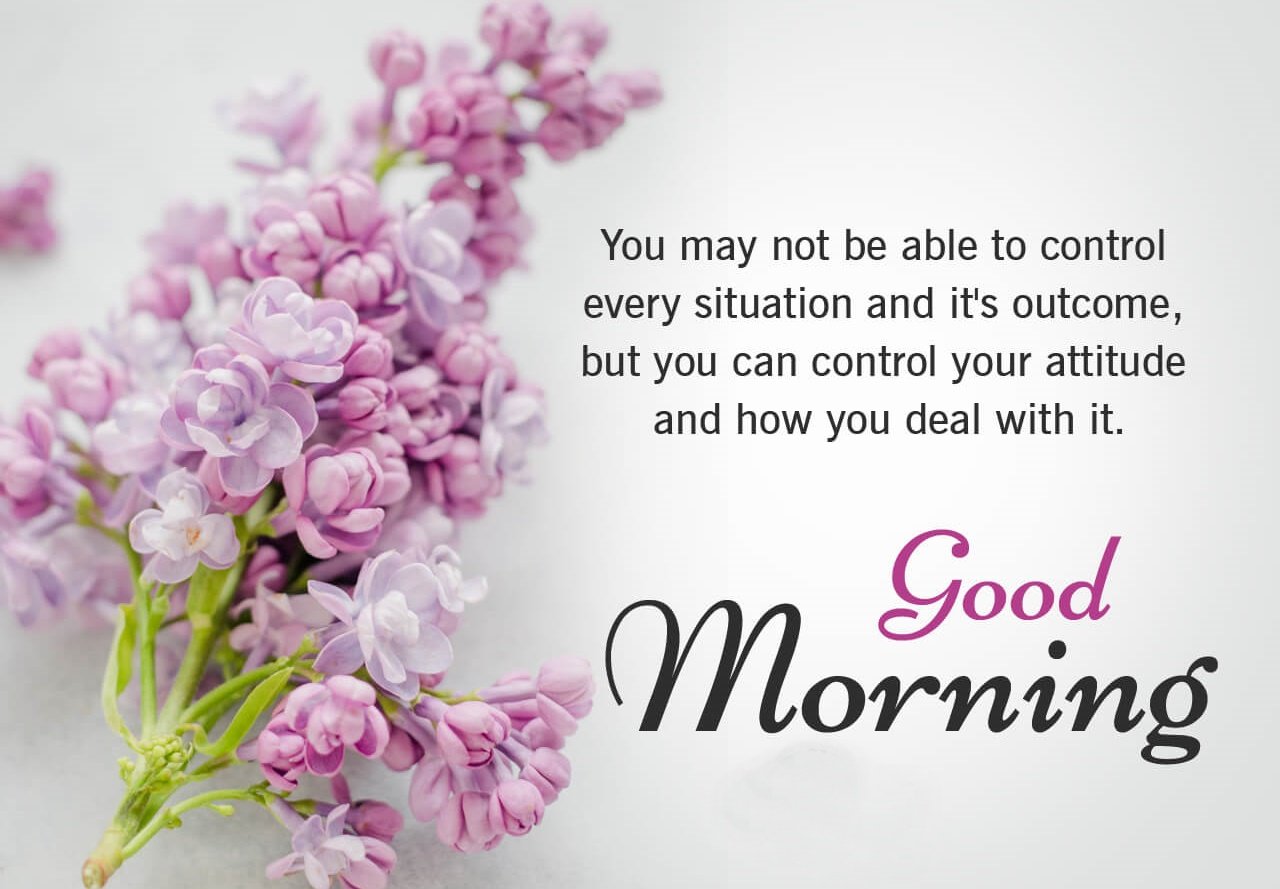 You may not be able to control
every situation and it's outcome,
but you can control your attitude
and how you deal with it.
Good
Morning